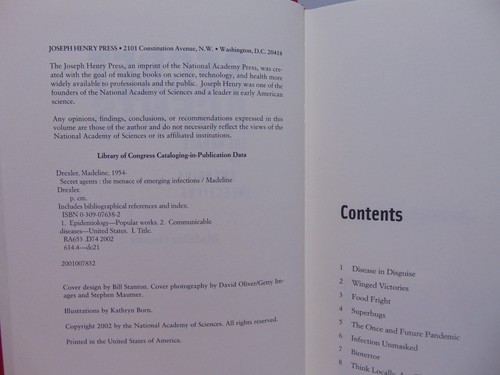 JOSEPH HENRY PRESS • 2101 Constitution Avenue, N.W. • Washington, D.C. 20418
The Joseph Henry Press, an imprint of the National Academy Press, was cre-
ated with the goal of making books on science, technology, and health more
widely available to professionals and the public. Joseph Henry was one of the
founders of the National Academy of Sciences and a leader in early American
science.
Any opinions, findings, conclusions, or recommendations expressed in this
volume are those of the author and do not necessarily reflect the views of the
National Academy of Sciences or its affiliated institutions.
Library of Congress Cataloging-in-Publication Data
Drexler, Madeline, 1954-
Secret agents : the menace of emerging infections / Madeline
Drexler.
p. cm.
Includes bibliographical references and index.
ISBN 0-309-07638-2
1. Epidemiology—Popular works. 2. Communicable
diseases—United States. I. Title.
RA653 .D74 2002
614.4—dc21
2001007832
Cover design by Bill Stanton. Cover photography by David Oliver/Getty Im-
ages and Stephen Mautner.
Illustrations by Kathryn Born.
Copyright 2002 by the National Academy of Sciences. All rights reserved.
Printed in the United States of America.
Contents
1 Disease in Disguise
2 Winged Victories
3 Food Fright
4 Superbugs
5 The Once and Future Pandemic
6 Infection Unmasked
7 Bioterror
8 Think Locally,